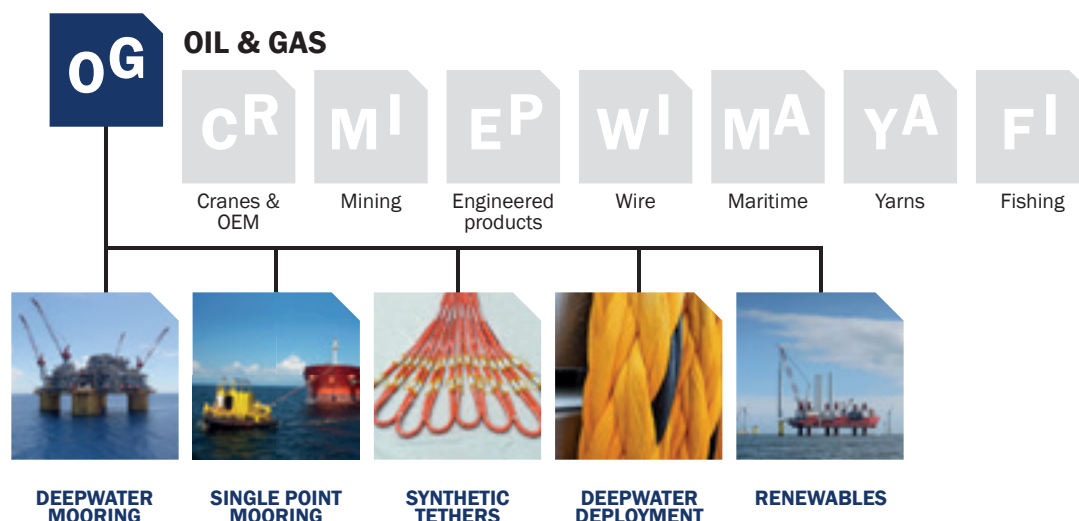 OG
OIL & GAS
CR
MI
EP
WI
MA
YA
FI
Cranes &
OEM
Mining
Engineered
products
Wire
Maritime
Yarns
Fishing
DEEPWATER
MOORING
SINGLE POINT
MOORING
SYNTHETIC
TETHERS
DEEPWATER
DEPLOYMENT
RENEWABLES